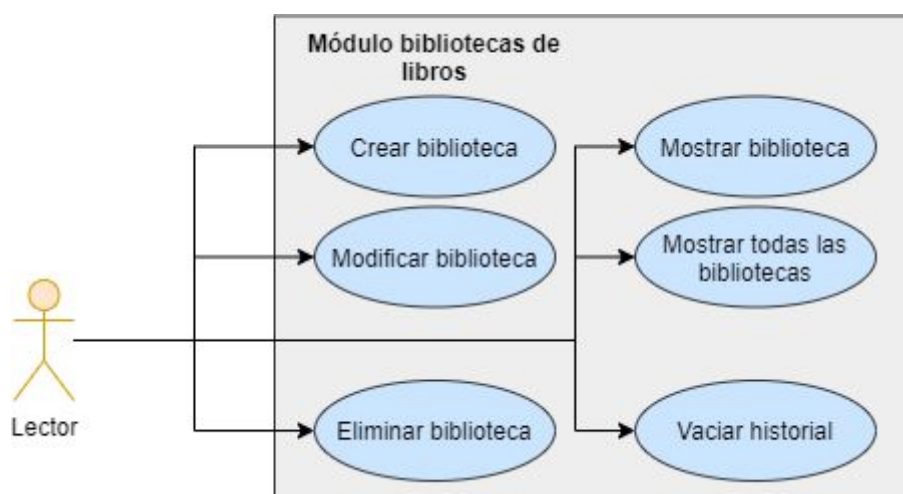 Módulo bibliotecas de
libros
Crear biblioteca
Mostrar biblioteca
Modificar biblioteca
Mostrar todas las
bibliotecas
Lector
Eliminar biblioteca
Vaciar historial